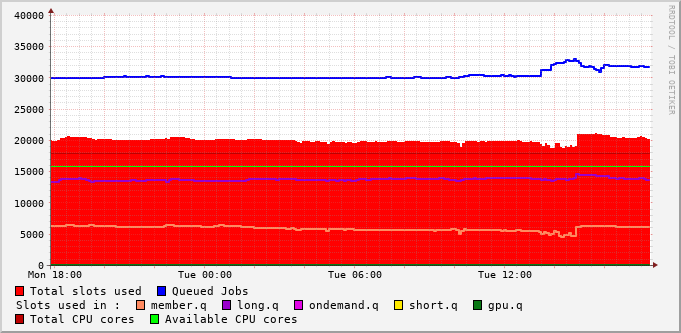 40000
35000
30000
25000
20000
15000
10000
5000
0
Mon 18:00 Tue 00:00 Tue 06:00 Tue 12:00
Total slots used Queued Jobs
Slots used in : member.q long.q ondemand.q short.q gpu.q
Total CPU cores Available CPU cores
RRDTOOL / TOBI OETIKER